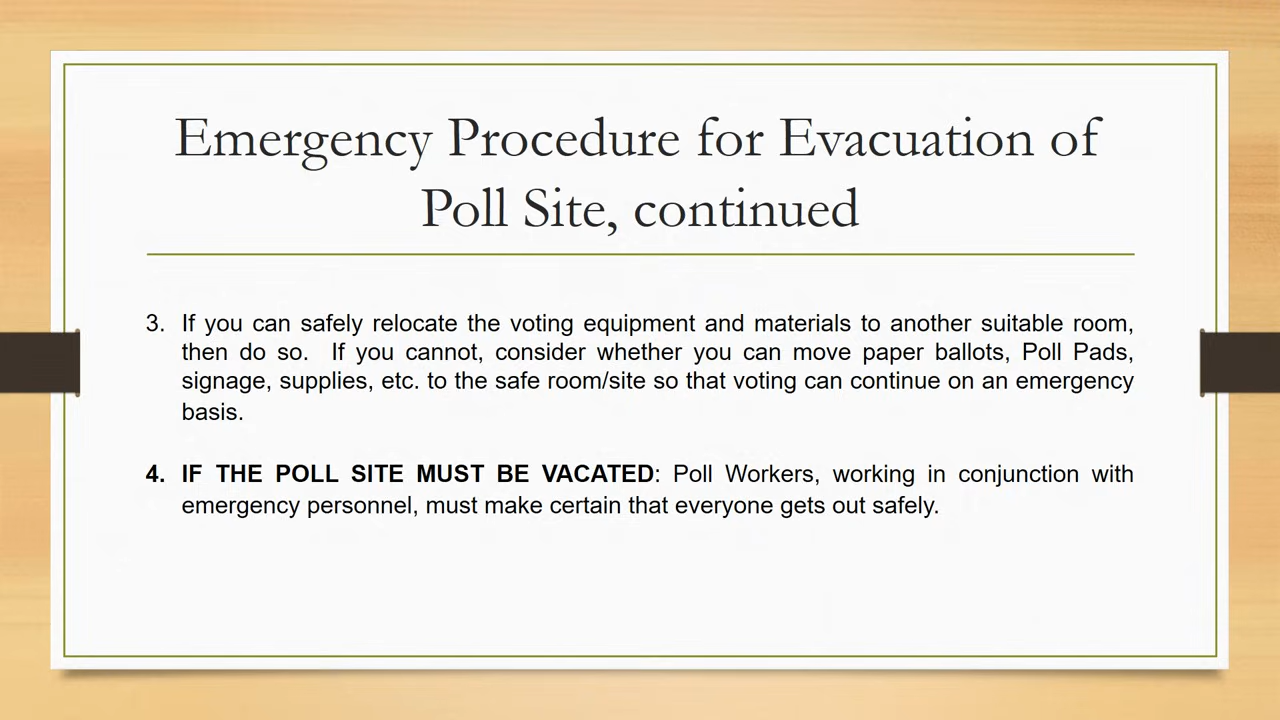 Emergency Procedure for Evacuation of
Poll Site, continued
3. If you can safely relocate the voting equipment and materials to another suitable room,
then do so.  If you cannot, consider whether you can move paper ballots, Poll Pads,
signage, supplies, etc. to the safe room/site so that voting can continue on an emergency
basis.
4. IF THE POLL SITE MUST BE VACATED: Poll Workers, working in conjunction with
emergency personnel, must make certain that everyone gets out safely.